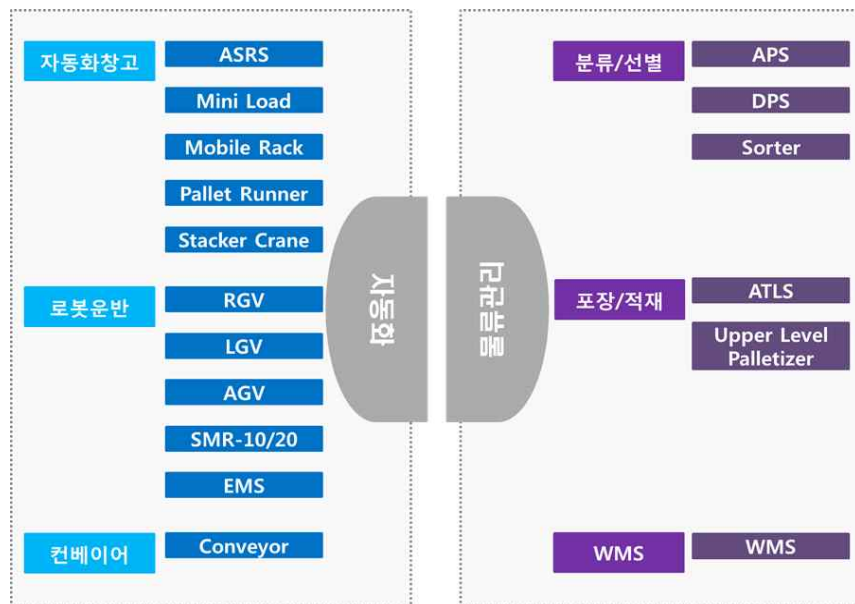 자동화창고
ASRS
Mini Load
Mobile Rack
Pallet Runner
Stacker Crane
로봇운반
RGV
LGV
AGV
SMR-10/20
EMS
컨베이어
Conveyor
자동화
물류관리
분류/선별
APS
DPS
Sorter
포장/적재
ATLS
Upper Level
Palletizer
WMS
WMS